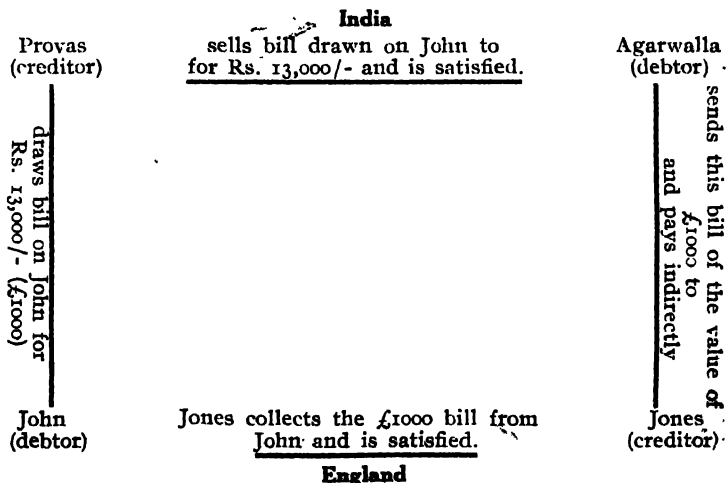 India
Provas
(creditor)
sells bill drawn on John to
for Rs. 13,000/- and is satisfied.
Agarwalla
(debtor)
draws bill on John for
Rs. 13,000/- (£1000)
sends this bill of the value of
£1000 to
and pays indirectly
John
(debtor)
Jones collects the £1000 bill from
John and is satisfied.
Jones
(creditor)
England